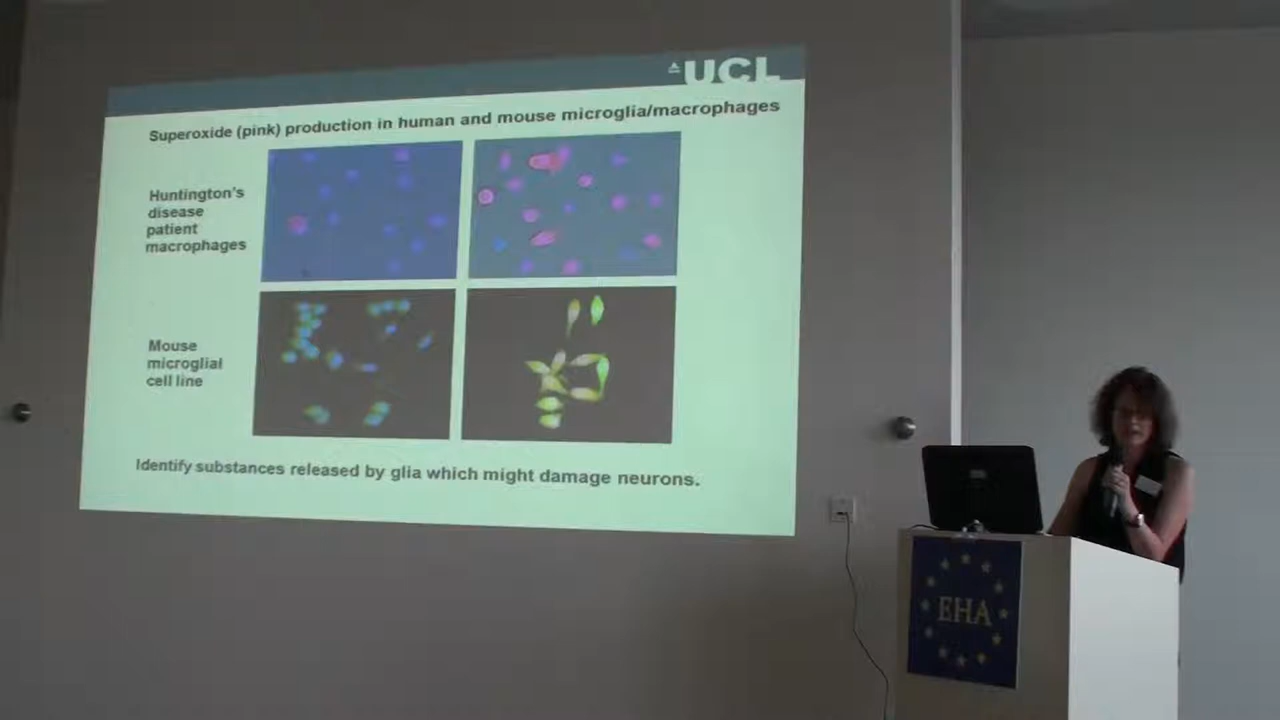 UCL
Superoxide (pink) production in human and mouse microglia/macrophages
Huntington's
disease
patient
macrophages
Mouse
microglial
cell line
Identify substances released by glia which might damage neurons.
EHA